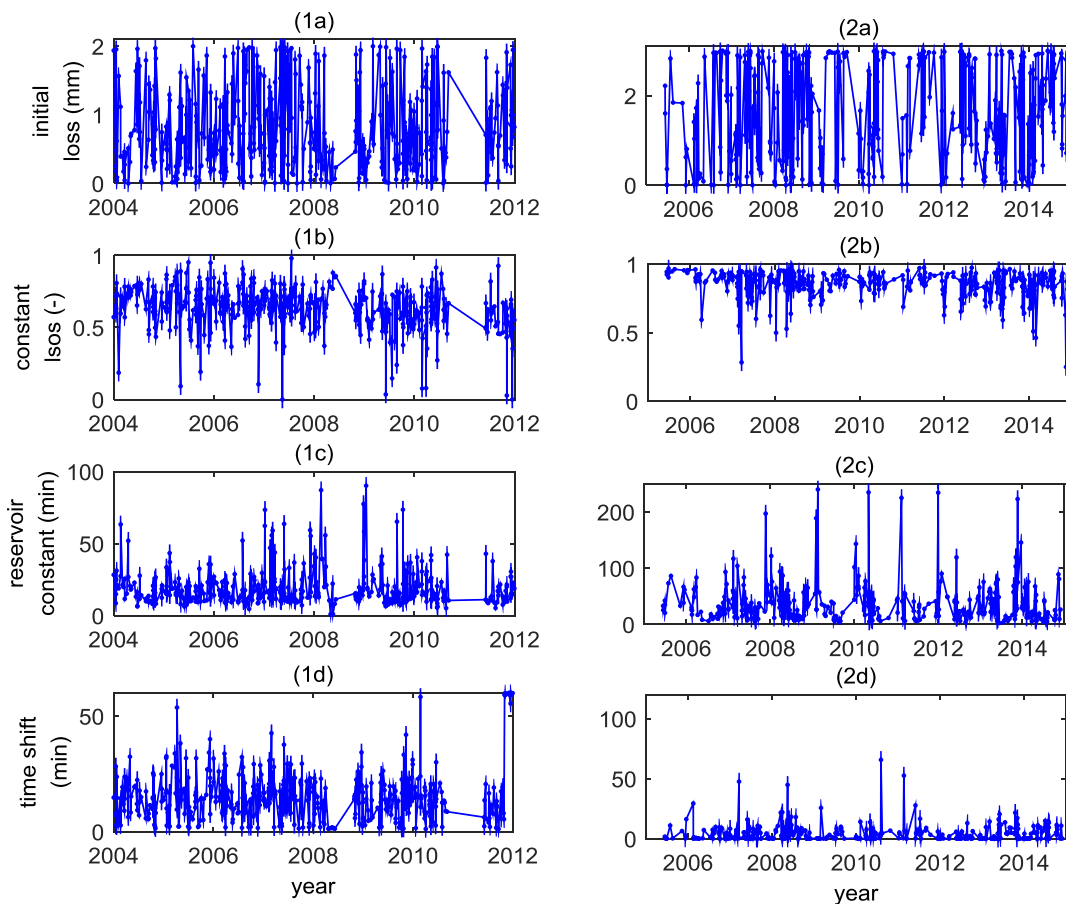 (1a)
initial
loss (mm)
2
1
0
2004 2006 2008 2010 2012
(2a)
2
0
2006 2008 2010 2012 2014
(1b)
constant
lsos (-)
1
0.5
0
2004 2006 2008 2010 2012
(2b)
1
0.5
0
2006 2008 2010 2012 2014
(1c)
reservoir
constant (min)
100
50
0
2004 2006 2008 2010 2012
(2c)
200
100
0
2006 2008 2010 2012 2014
(1d)
time shift
(min)
50
0
2004 2006 2008 2010 2012
year
(2d)
100
50
0
2006 2008 2010 2012 2014
year